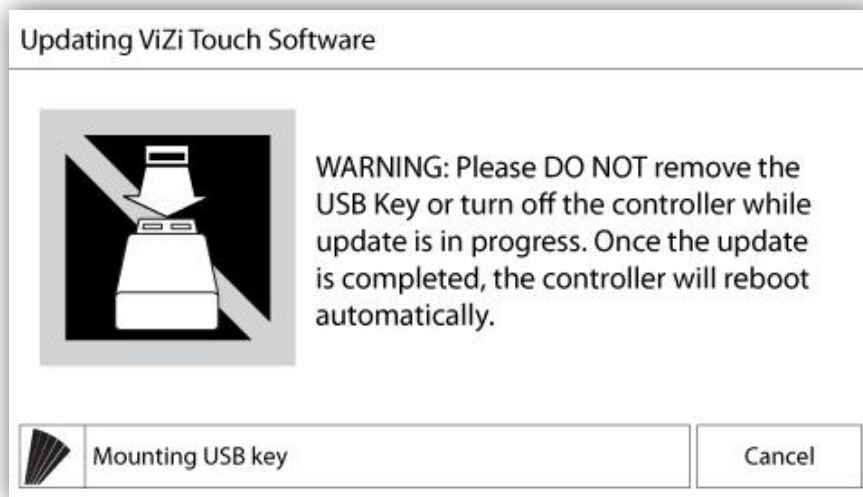 Updating ViZi Touch Software
WARNING: Please DO NOT remove the
USB Key or turn off the controller while
update is in progress. Once the update
is completed, the controller will reboot
automatically.
Mounting USB key
Cancel